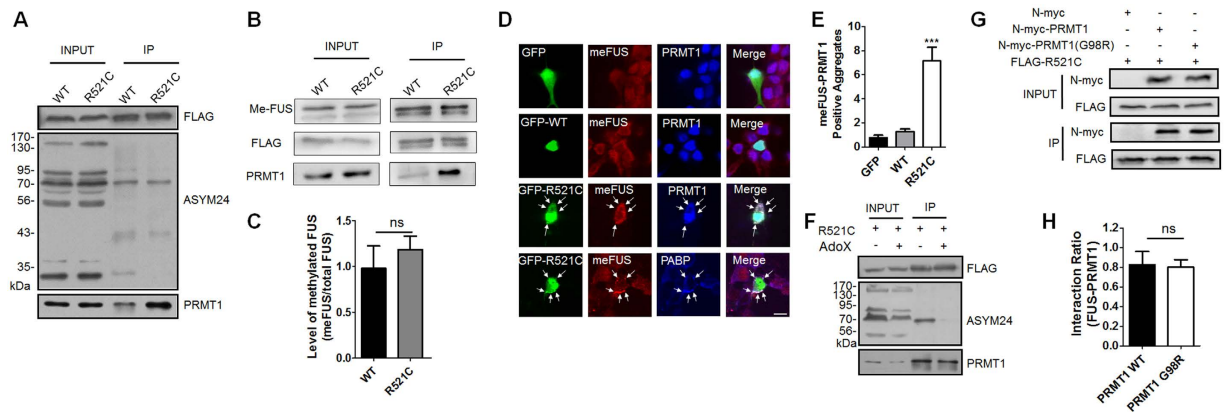 A
INPUT IP
WT R521C WT R521C
FLAG
170-
130-
95-
70-
56-
43-
35-
kDa
ASYM24
PRMT1
B
INPUT IP
WT R521C WT R521C
Me-FUS
FLAG
PRMT1
C
Level of methylated FUS
(meFUS/total FUS)
1.5
1.0
0.5
0.0
ns
WT R521C
D
GFP meFUS PRMT1 Merge
GFP-WT meFUS PRMT1 Merge
GFP-R521C meFUS PRMT1 Merge
GFP-R521C meFUS PABP Merge
E
meFUS-PRMT 1
Positive Aggregates
10
8
6
4
2
0
***
GFP WT R521C
F
INPUT IP
R521C + + + +
AdoX - + - +
FLAG
170-
130-
95-
70-
56-
kDa
ASYM24
PRMT1
G
N-myc +
N-myc-PRMT1 +
N-myc-PRMT1(G98R) +
FLAG-R521C + + +
INPUT
N-myc
FLAG
IP
N-myc
FLAG
H
Interaction Ratio
(FUS-PRMT1)
1.2
1.0
0.8
0.6
0.4
0.2
0.0
ns
PRMT1 WT PRMT1 G98R